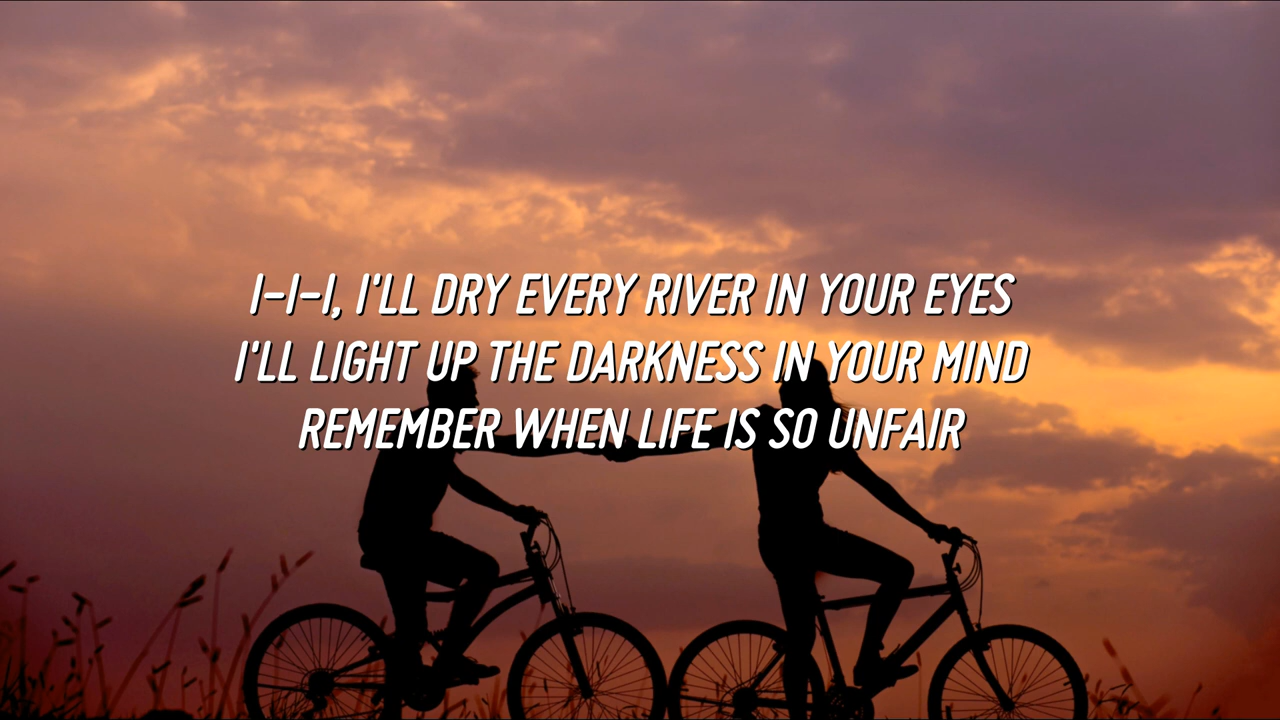 I-I-I, I'LL DRY EVERY RIVER IN YOUR EYES
I'LL LIGHT UP THE DARKNESS IN YOUR MIND
REMEMBER WHEN LIFE IS SO UNFAIR